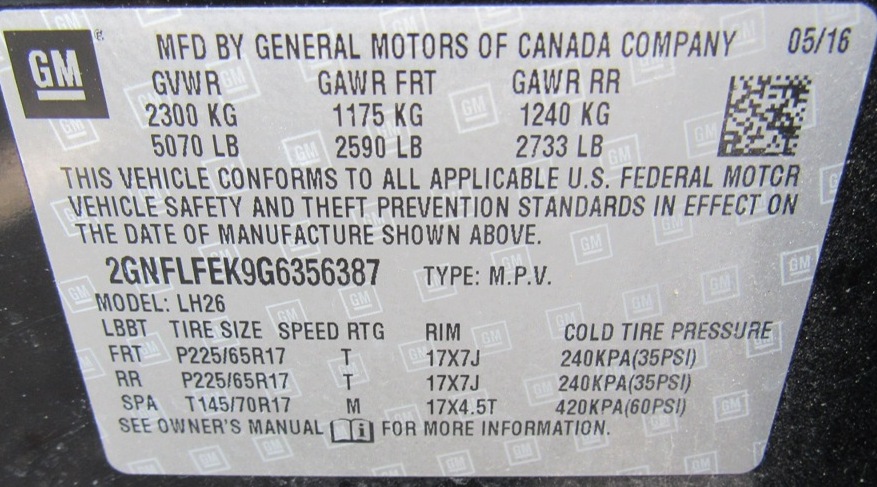 GM ® MFD BY GENERAL MOTORS OF CANADA COMPANY 05/16
GVWR GAWR FRT GAWR RR
2300 KG 1175 KG 1240 KG
5070 LB 2590 LB 2733 LB
THIS VEHICLE CONFORMS TO ALL APPLICABLE U.S. FEDERAL MOTOR
VEHICLE SAFETY AND THEFT PREVENTION STANDARDS IN EFFECT ON
THE DATE OF MANUFACTURE SHOWN ABOVE.
2GNFLFEK9G6356387 TYPE: M.P.V.
MODEL: LH26
LBBT TIRE SIZE SPEED RTG RIM COLD TIRE PRESSURE
FRT P225/65R17 T 17X7J 240KPA(35PSI)
RR P225/65R17 T 17X7J 240KPA(35PSI)
SPA T145/70R17 M 17X4.5T 420KPA(60PSI)
SEE OWNER'S MANUAL FOR MORE INFORMATION.